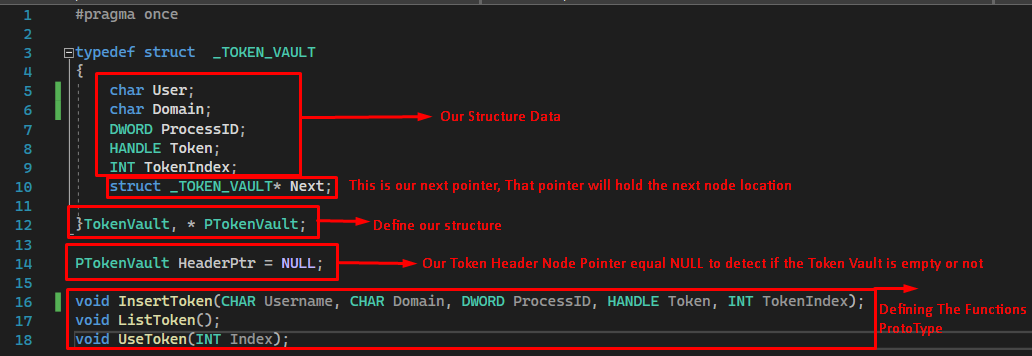 1 #pragma once
2
3 typedef struct _TOKEN_VAULT
4 {
5 char User;
6 char Domain; Our Structure Data
7 DWORD ProcessID;
8 HANDLE Token;
9 INT TokenIndex;
10 struct _TOKEN_VAULT* Next; This is our next pointer, That pointer will hold the next node location
11
12 }TokenVault, * PTokenVault; Define our structure
13
14 PTokenVault HeaderPtr = NULL; Our Token Header Node Pointer equal NULL to detect if the Token Vault is empty or not
15
16 void InsertToken(CHAR Username, CHAR Domain, DWORD ProcessID, HANDLE Token, INT TokenIndex);
17 void ListToken();
18 void UseToken(INT Index);
Defining The Functions
ProtoType